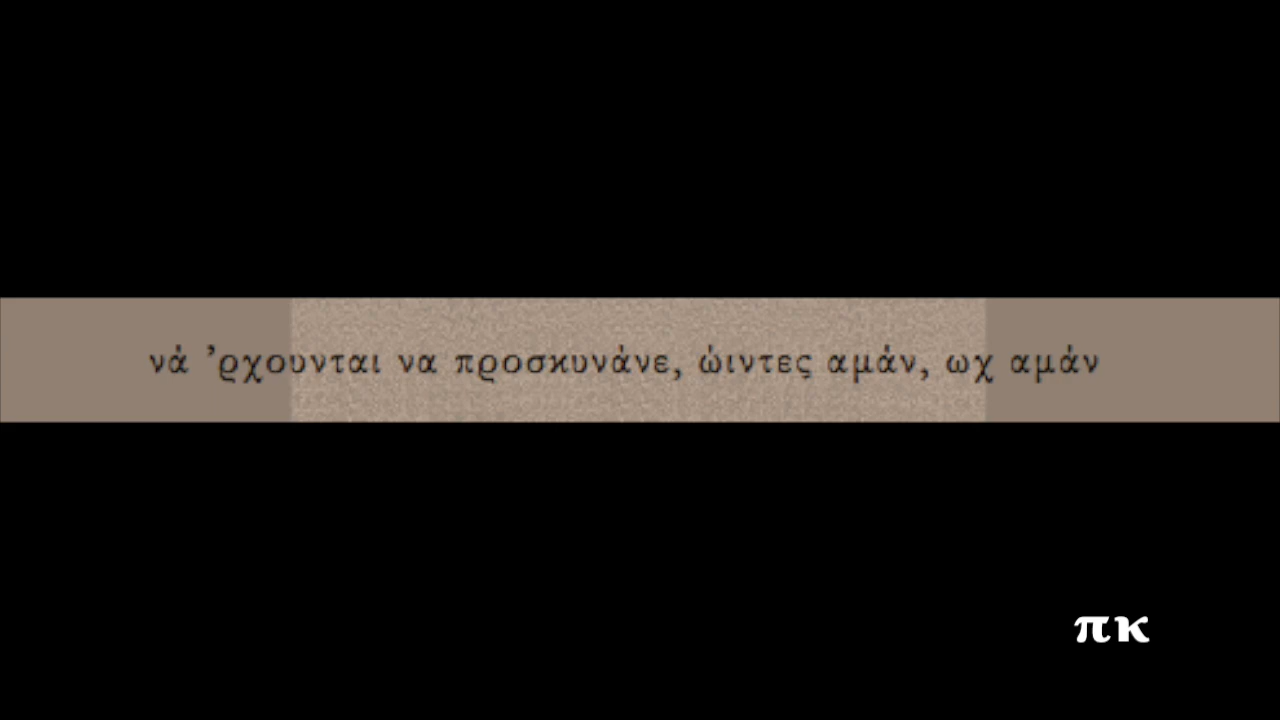 νά ’ρχουνται να προσκυνάνε, ώιντες αμάν, ωχ αμάν
πκ